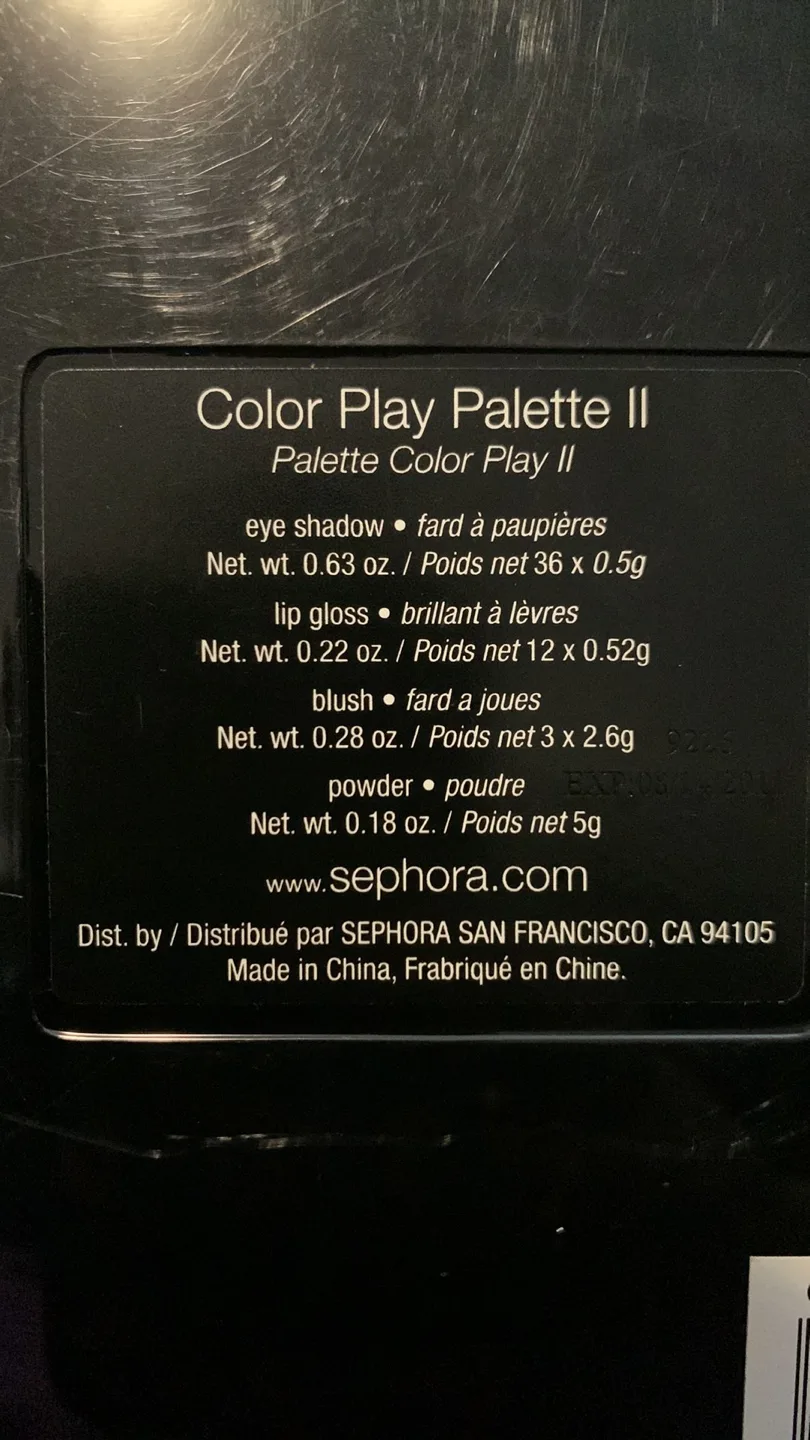 Color Play Palette II
Palette Color Play II
eye shadow • fard à paupières
Net. wt. 0.63 oz. / Poids net 36 x 0.5g
lip gloss • brillant à lèvres
Net. wt. 0.22 oz. / Poids net 12 x 0.52g
blush • fard a joues
Net. wt. 0.28 oz. / Poids net 3 x 2.6g
powder • poudre
EXP
Net. wt. 0.18 oz. / Poids net 5g
www.sephora.com
Dist. by / Distribué par SEPHORA SAN FRANCISCO, CA 94105
Made in China, Frabriqué en Chine.